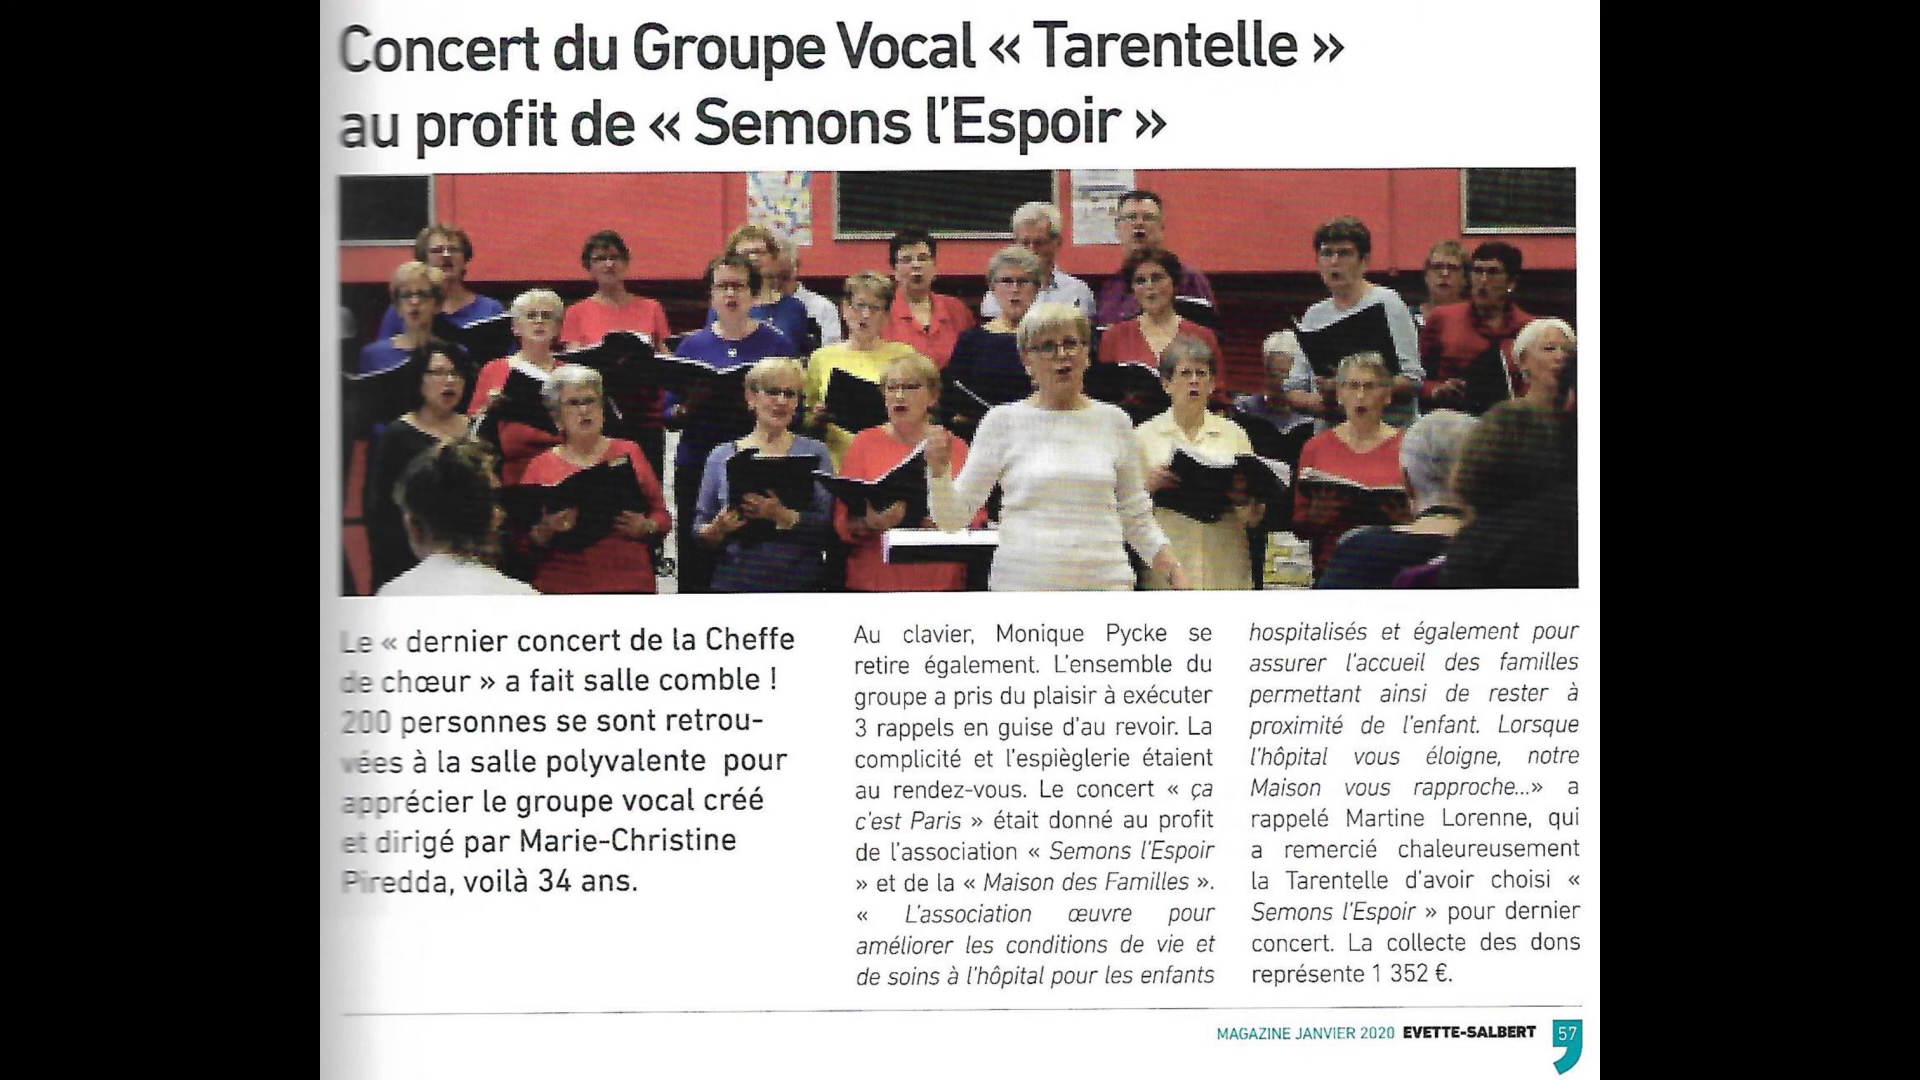 Concert du Groupe Vocal « Tarentelle »
au profit de « Semons l'Espoir »
Le « dernier concert de la Cheffe
de chœur » a fait salle comble !
200 personnes se sont retrou-
vées à la salle polyvalente pour
apprécier le groupe vocal créé
et dirigé par Marie-Christine
Piredda, voilà 34 ans.
Au clavier, Monique Pycke se
retire également. L'ensemble du
groupe a pris du plaisir à exécuter
3 rappels en guise d'au revoir. La
complicité et l'espièglerie étaient
au rendez-vous. Le concert « ça
c'est Paris » était donné au profit
de l'association « Semons l'Espoir
» et de la « Maison des Familles ».
« L'association œuvre pour
améliorer les conditions de vie et
de soins à l'hôpital pour les enfants
hospitalisés et également pour
assurer l'accueil des familles
permettant ainsi de rester à
proximité de l'enfant. Lorsque
l'hôpital vous éloigne, notre
Maison vous rapproche...» a
rappelé Martine Lorenne, qui
a remercié chaleureusement
la Tarentelle d'avoir choisi «
Semons l'Espoir » pour dernier
concert. La collecte des dons
représente 1 352 €.
MAGAZINE JANVIER 2020 EVETTE-SALBERT 57